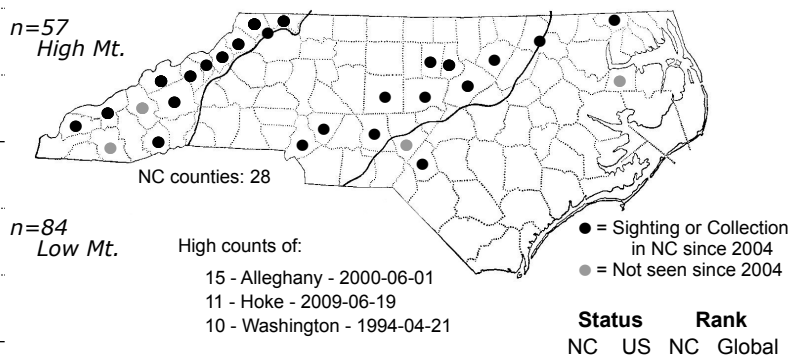 n=57
High Mt.
NC counties: 28
n=84
Low Mt.
High counts of:
15 - Alleghany - 2000-06-01
11 - Hoke - 2009-06-19
10 - Washington - 1994-04-21
= Sighting or Collection
in NC since 2004
= Not seen since 2004
Status Rank
NC US NC Global